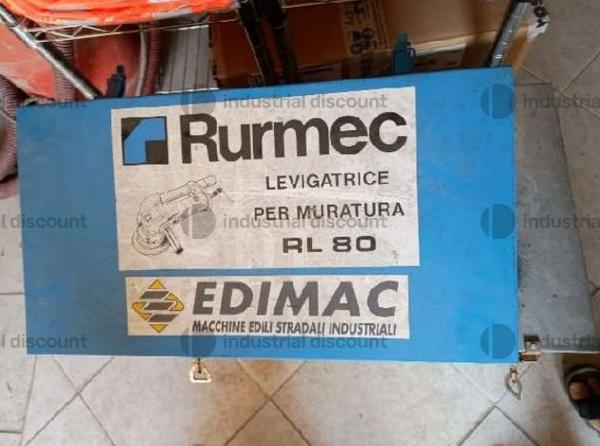 Rurmec
LEVIGATRICE
PER MURATURA
RL 80
EDIMAC
MACCHINE EDILI STRADALI INDUSTRIALI
industrial discount